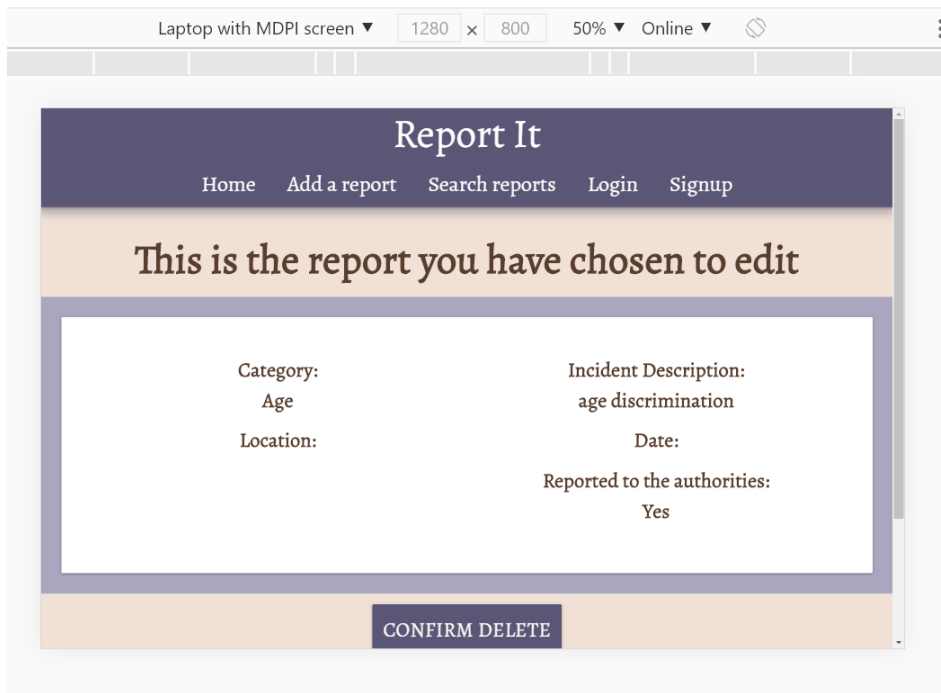 Laptop with MDPI screen ▼ 1280 × 800 50% ▼ Online ▼
Report It
Home Add a report Search reports Login Signup
This is the report you have chosen to edit
Category:
Age
Location:
Incident Description:
age discrimination
Date:
Reported to the authorities:
Yes
CONFIRM DELETE